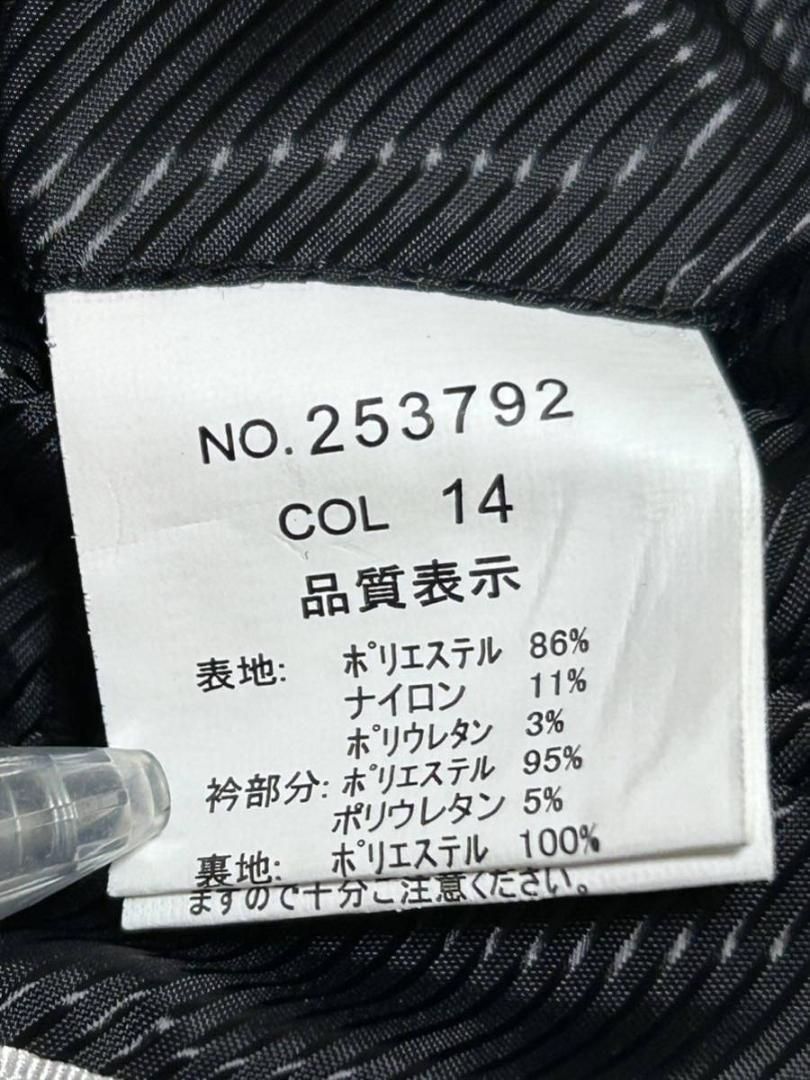 NO.253792
COL 14
品質表示
表地: ポリエステル 86%
ナイロン 11%
ポリウレタン 3%
衿部分: ポリエステル 95%
ポリウレタン 5%
裏地: ポリエステル 100%
ますので十分ご注意ください。